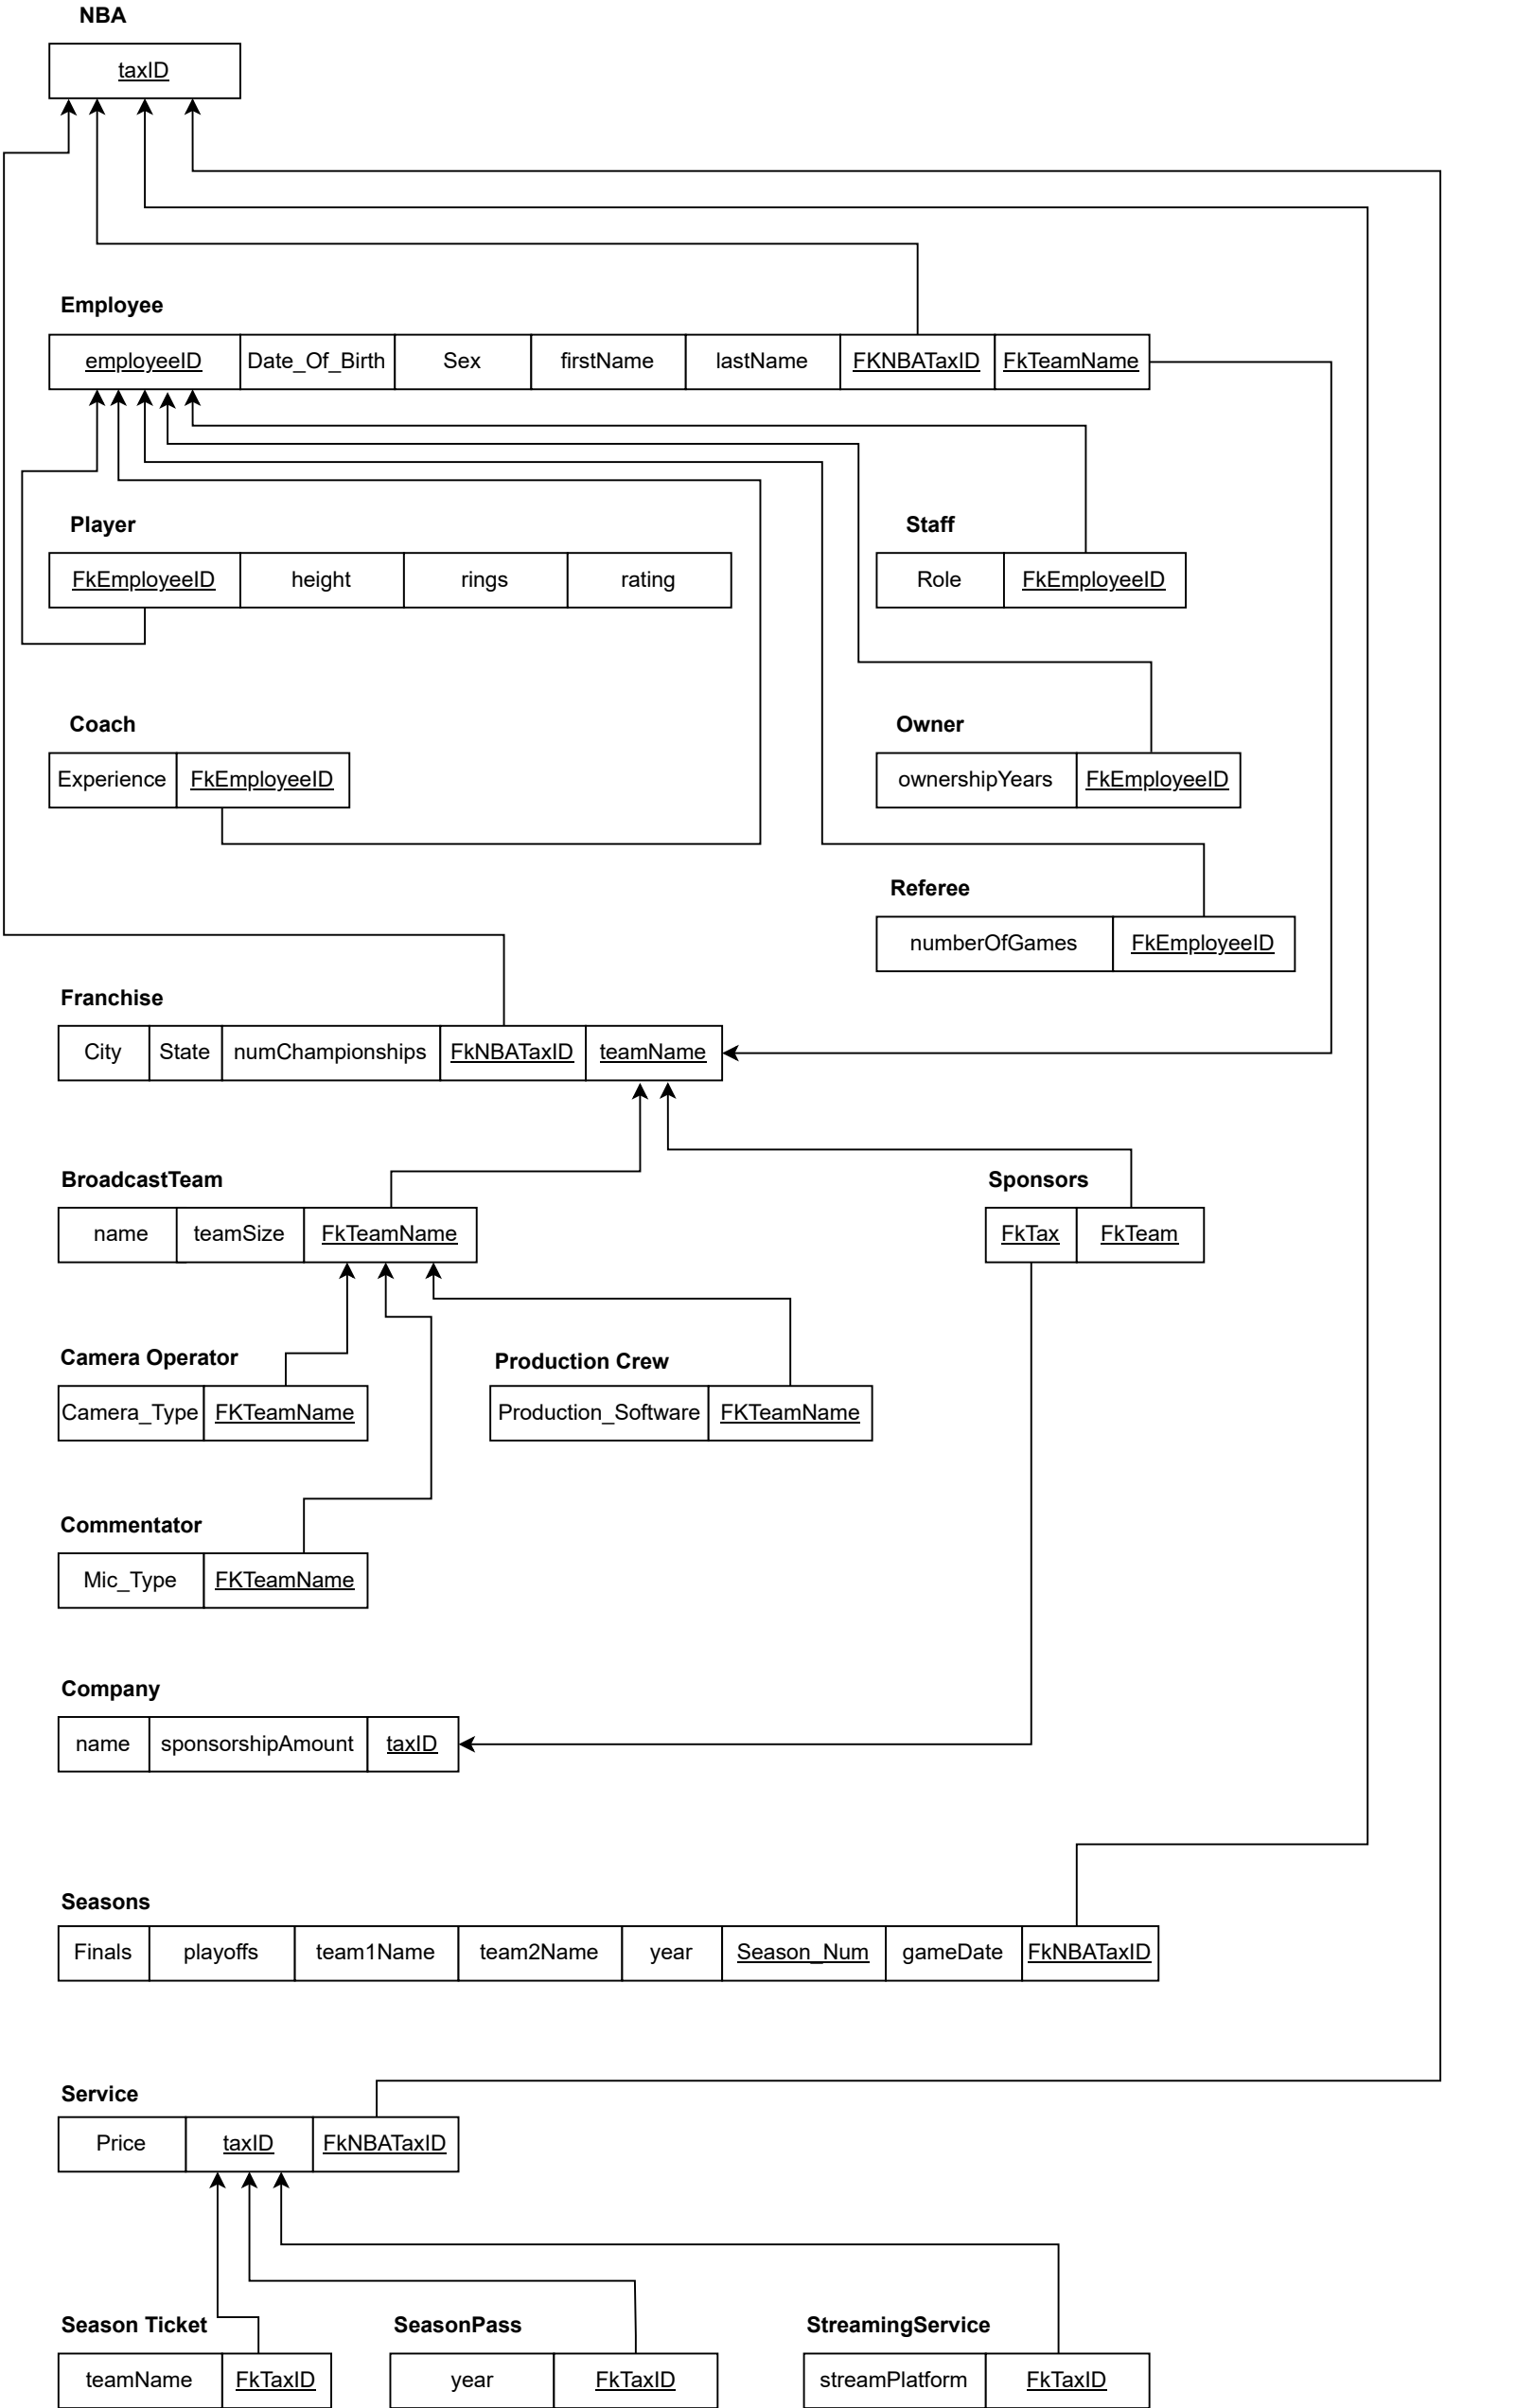 NBA
taxID
Employee
employeeID Date_Of_Birth Sex firstName lastName FKNBATaxID FkTeamName
Player
FkEmployeeID height rings rating
Staff
Role FkEmployeeID
Coach
Experience FkEmployeeID
Owner
ownershipYears FkEmployeeID
Referee
numberOfGames FkEmployeeID
Franchise
City State numChampionships FkNBATaxID teamName
BroadcastTeam
name teamSize FkTeamName
Sponsors
FkTax FkTeam
Camera Operator
Camera_Type FKTeamName
Production Crew
Production_Software FKTeamName
Commentator
Mic_Type FKTeamName
Company
name sponsorshipAmount taxID
Seasons
Finals playoffs team1Name team2Name year Season_Num gameDate FkNBATaxID
Service
Price taxID FkNBATaxID
Season Ticket
teamName FkTaxID
SeasonPass
year FkTaxID
StreamingService
streamPlatform FkTaxID